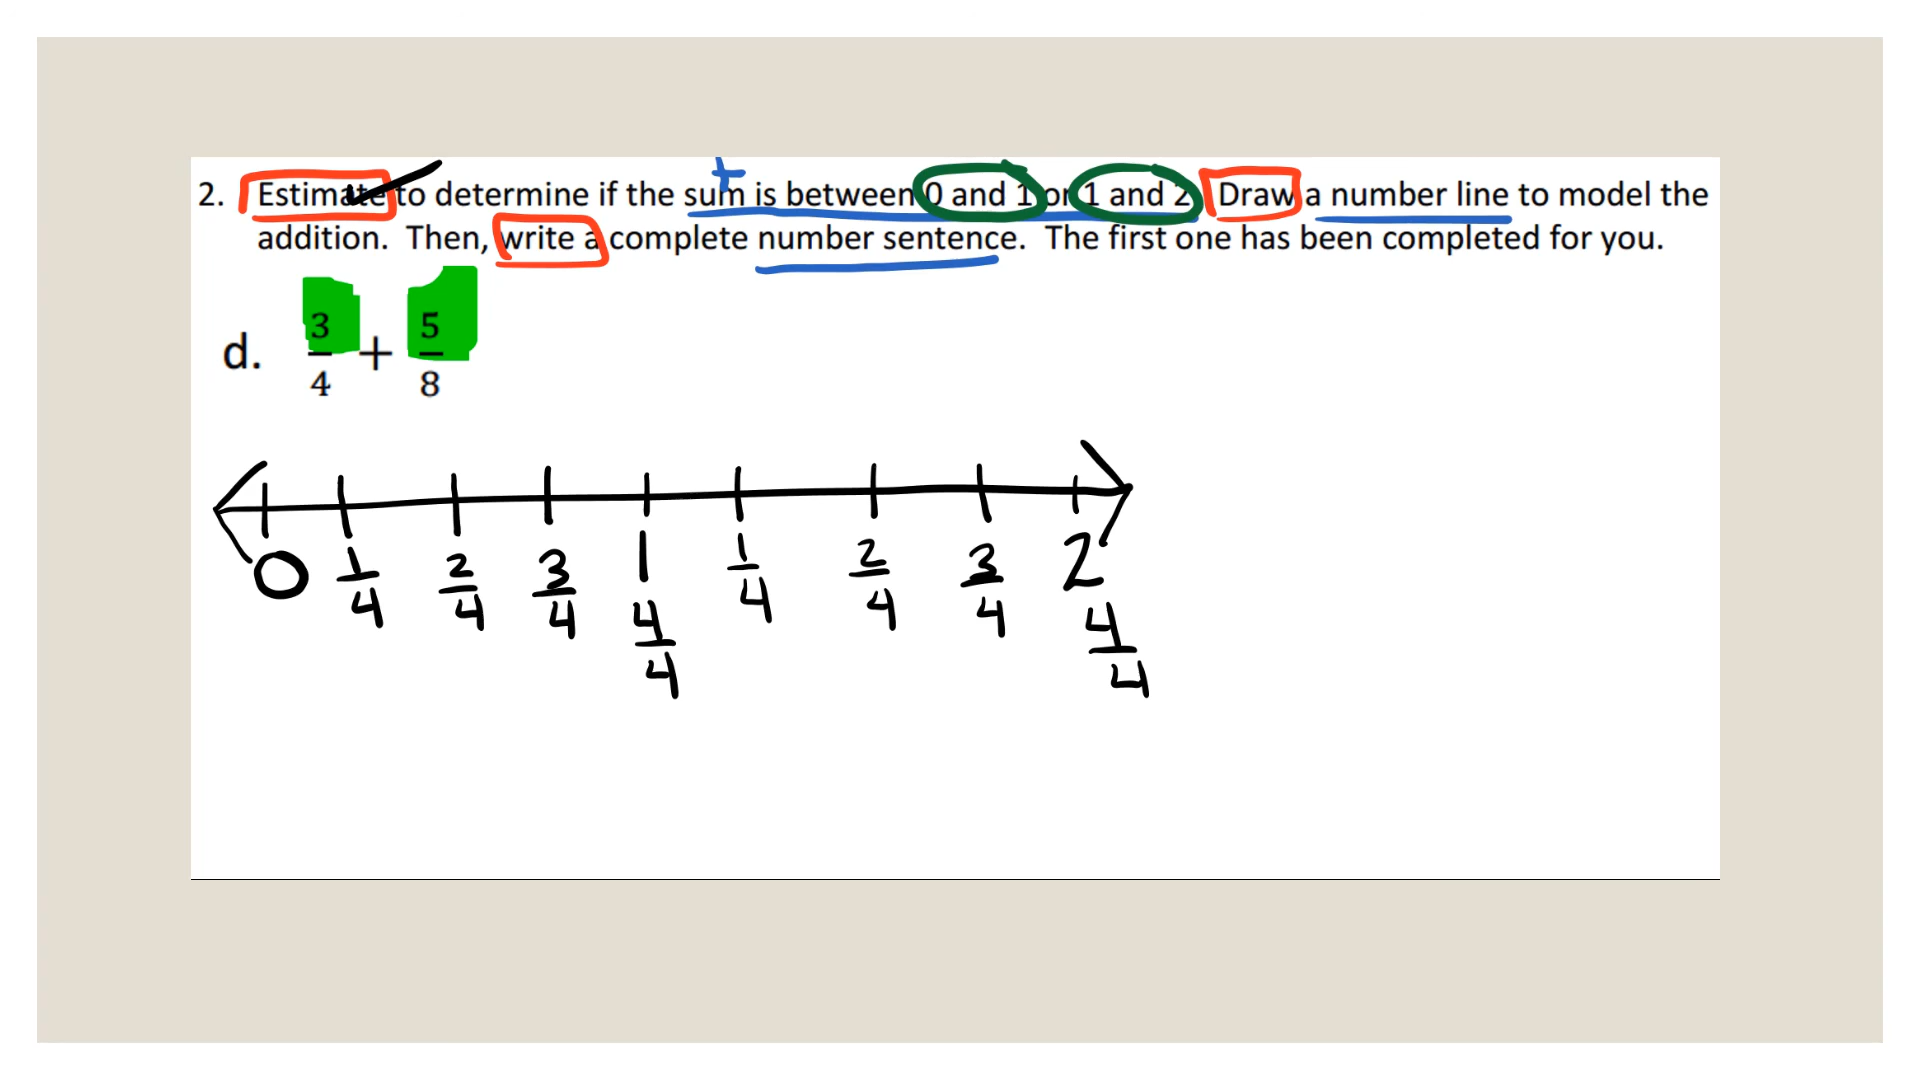 2. Estimate to determine if the sum is between 0 and 1 or 1 and 2. Draw a number line to model the
addition. Then, write a complete number sentence. The first one has been completed for you.
+
d. 3/4 + 5/8
0 1/4 2/4 3/4 1 1/4 2/4 3/4 2
4/4 4/4